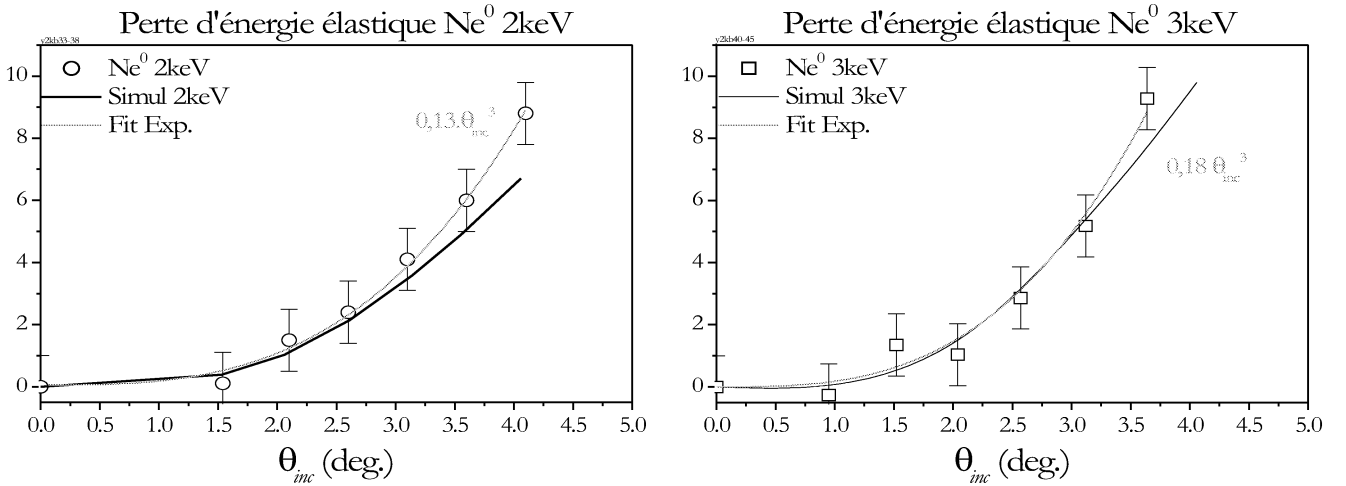 Perte d'énergie élastique Ne⁰ 2keV
y2kb33-38
Ne⁰ 2keV
Simul 2keV
Fit Exp.
0,13.θinc³
10
8
6
4
2
0
0.0 0.5 1.0 1.5 2.0 2.5 3.0 3.5 4.0 4.5 5.0
θinc (deg.)
Perte d'énergie élastique Ne⁰ 3keV
y2kb40-45
Ne⁰ 3keV
Simul 3keV
Fit Exp.
0,18 θinc³
10
8
6
4
2
0
0.0 0.5 1.0 1.5 2.0 2.5 3.0 3.5 4.0 4.5 5.0
θinc (deg.)